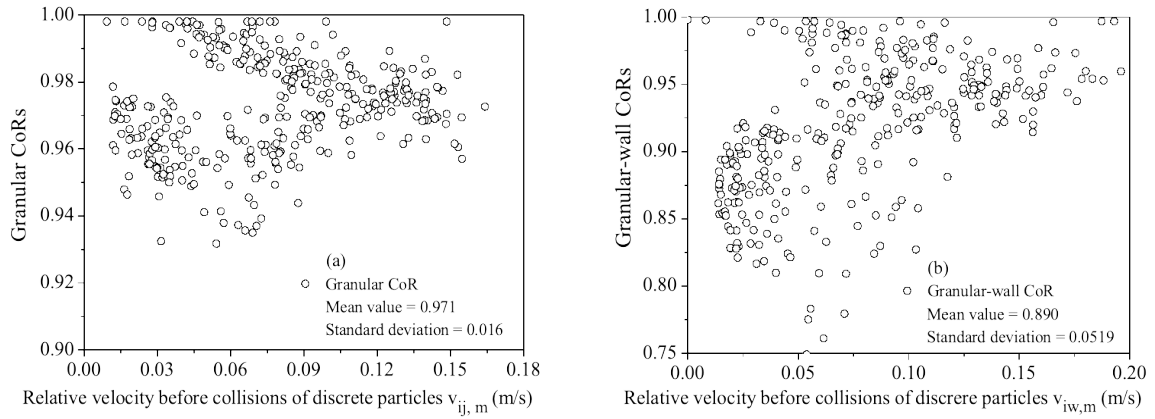 1.00
0.98
0.96
0.94
0.92
0.90
Granular CoRs
(a)
Granular CoR
Mean value = 0.971
Standard deviation = 0.016
0.00 0.03 0.06 0.09 0.12 0.15 0.18
Relative velocity before collisions of discrete particles v ij, m (m/s)
1.00
0.95
0.90
0.85
0.80
0.75
Granular-wall CoRs
(b)
Granular-wall CoR
Mean value = 0.890
Standard deviation = 0.0519
0.00 0.05 0.10 0.15 0.20
Relative velocity before collisions of discrere particles v iw,m (m/s)